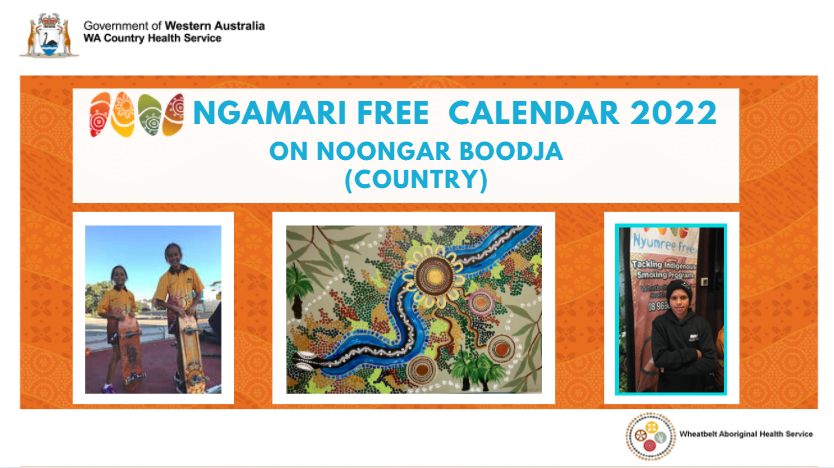 Government of Western Australia
WA Country Health Service
NGAMARI FREE CALENDAR 2022
ON NOONGAR BOODJA
(COUNTRY)
Nyumree Free
Tackling Indigenous
Smoking Program
Wheatbelt Aboriginal Health Service